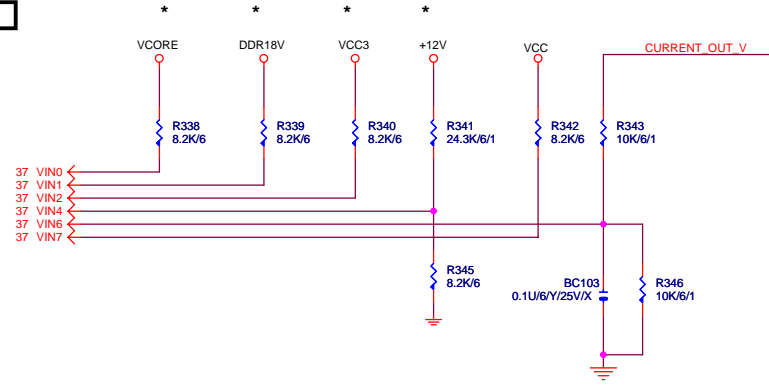 * * * *
VCORE DDR18V VCC3 +12V VCC CURRENT_OUT_V
R338 R339 R340 R341 R342 R343
8.2K/6 8.2K/6 8.2K/6 24.3K/6/1 8.2K/6 10K/6/1
37 VIN0
37 VIN1
37 VIN2
37 VIN4
37 VIN6
37 VIN7
R345
8.2K/6
BC103
0.1U/6/Y/25V/X
R346
10K/6/1